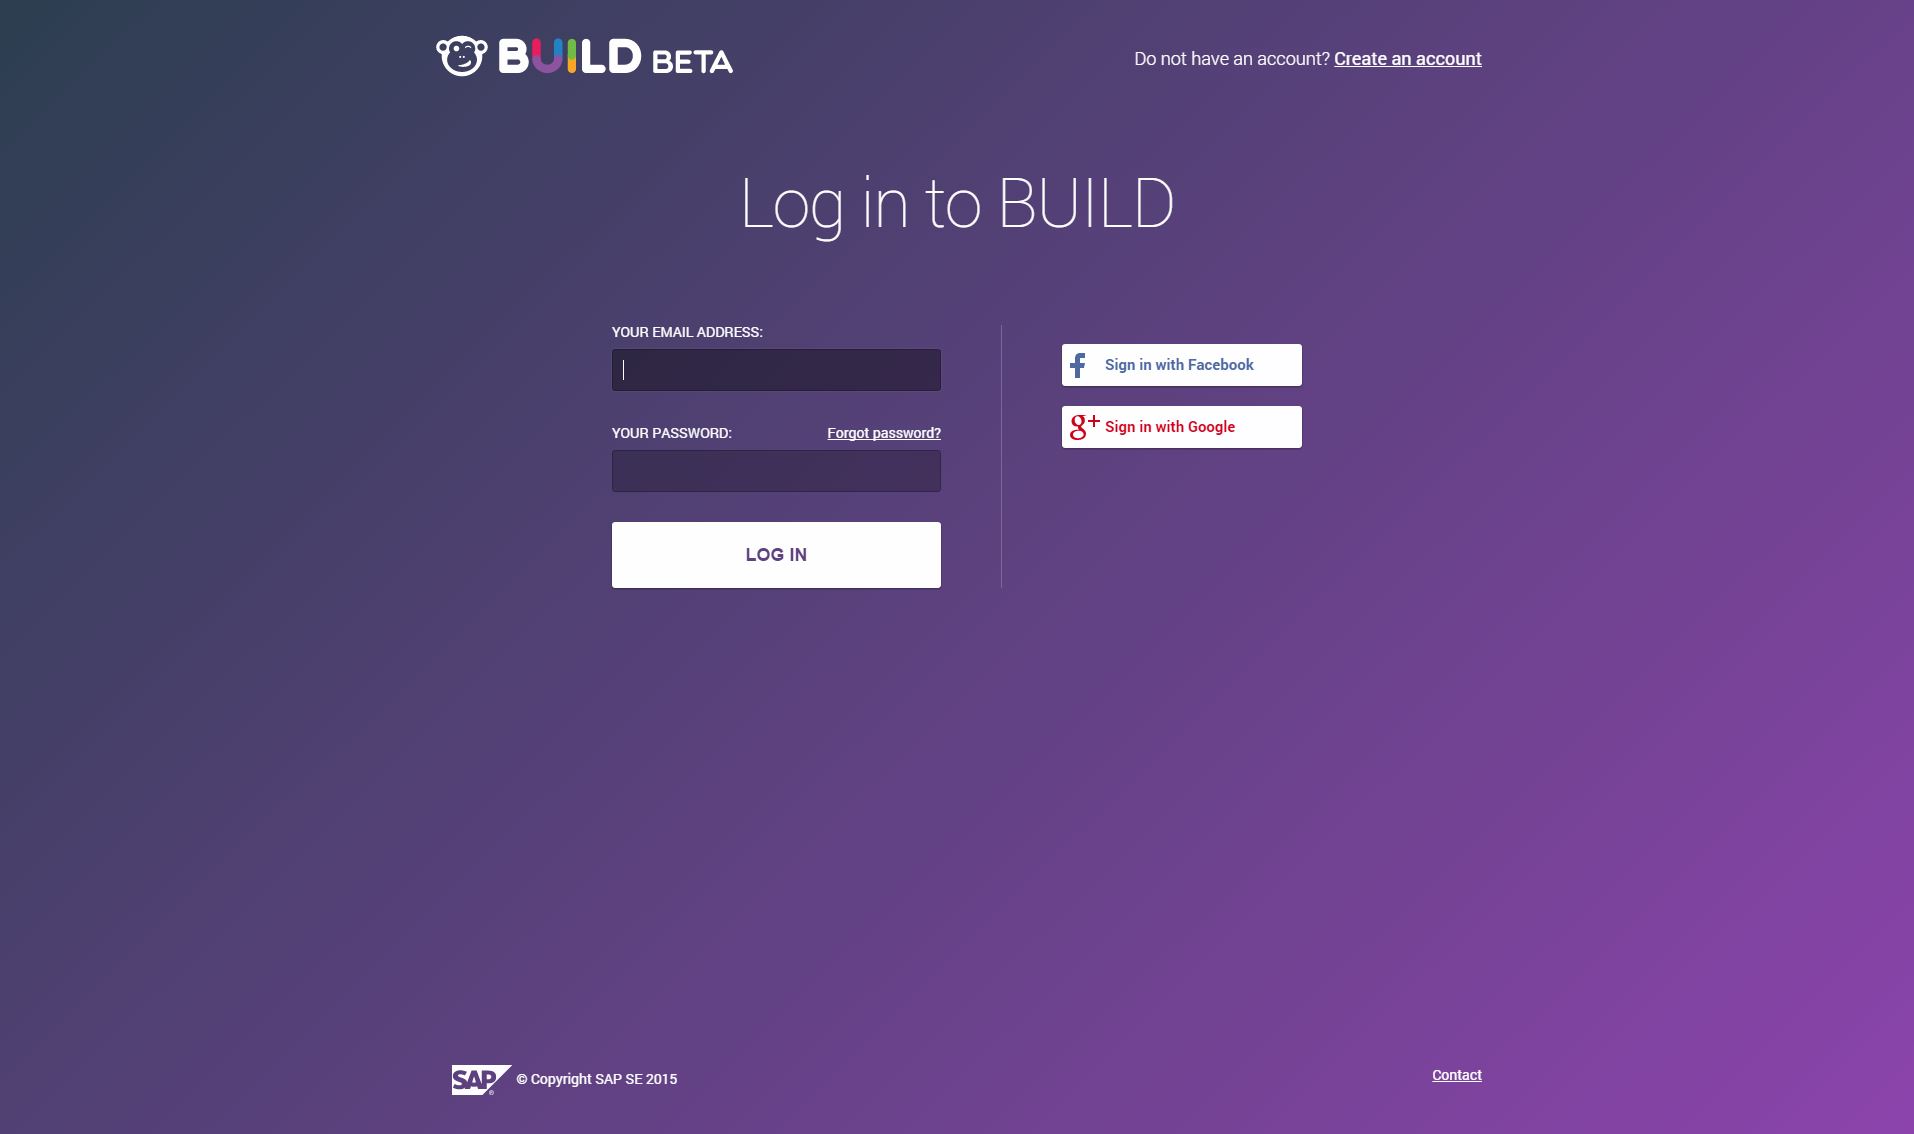 BUILD BETA
Do not have an account? Create an account
Log in to BUILD
YOUR EMAIL ADDRESS:
YOUR PASSWORD: Forgot password?
LOG IN
Sign in with Facebook
g+ Sign in with Google
SAP ® © Copyright SAP SE 2015
Contact